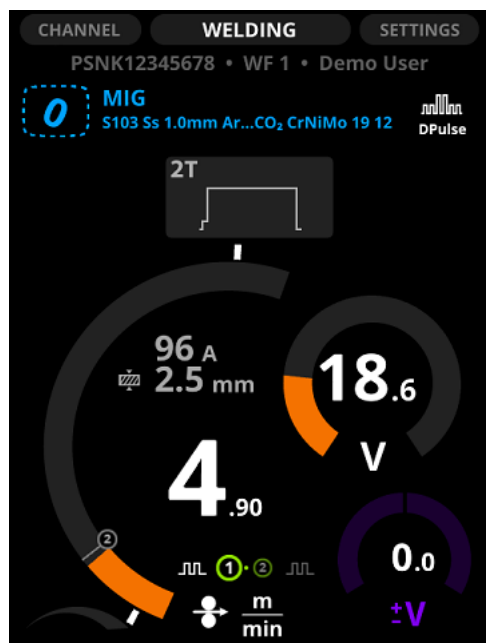 CHANNEL WELDING SETTINGS
PSNK12345678 • WF 1 • Demo User
0 MIG
S103 Ss 1.0mm Ar...CO₂ CrNiMo 19 12
DPulse
2T
96 A
2.5 mm
18.6
V
4.90
2
1 2
0.0
±V
m
min